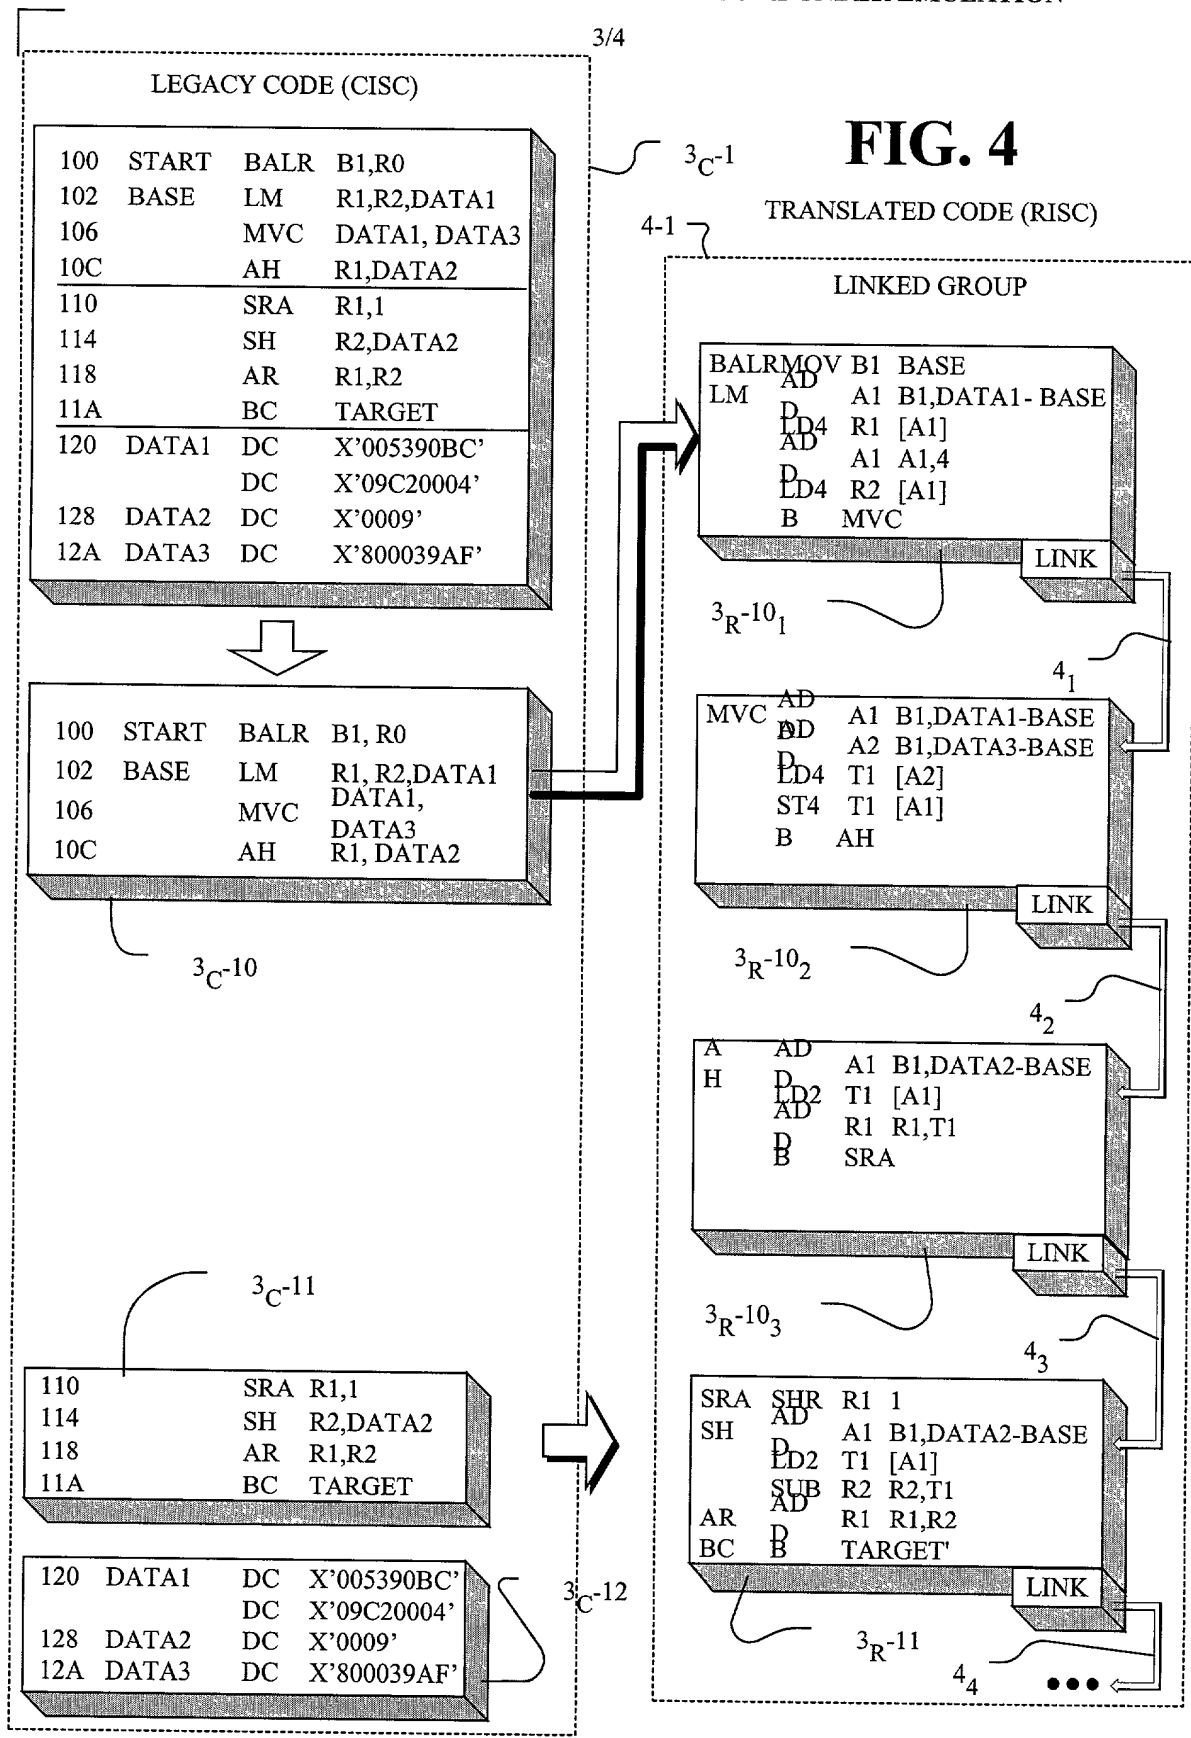 3/4
LEGACY CODE (CISC)
100 START BALR B1,R0
102 BASE LM R1,R2,DATA1
106 MVC DATA1, DATA3
10C AH R1,DATA2
110 SRA R1,1
114 SH R2,DATA2
118 AR R1,R2
11A BC TARGET
120 DATA1 DC X'005390BC'
DC X'09C20004'
128 DATA2 DC X'0009'
12A DATA3 DC X'800039AF'
3C-1
100 START BALR B1, R0
102 BASE LM R1, R2,DATA1
106 MVC DATA1,
DATA3
10C AH R1, DATA2
3C-10
3C-11
110 SRA R1,1
114 SH R2,DATA2
118 AR R1,R2
11A BC TARGET
120 DATA1 DC X'005390BC'
DC X'09C20004'
128 DATA2 DC X'0009'
12A DATA3 DC X'800039AF'
3C-12
FIG. 4
TRANSLATED CODE (RISC)
4-1
LINKED GROUP
BALR MOV B1 BASE
LM ADD A1 B1,DATA1- BASE
LD4 R1 [A1]
ADD A1 A1,4
LD4 R2 [A1]
B MVC
LINK
3R-101
41
MVC ADD A1 B1,DATA1-BASE
ADD A2 B1,DATA3-BASE
LD4 T1 [A2]
ST4 T1 [A1]
B AH
LINK
3R-102
42
AH ADD A1 B1,DATA2-BASE
LD2 T1 [A1]
ADD R1 R1,T1
B SRA
LINK
3R-103
43
SRA SHR R1 1
SH ADD A1 B1,DATA2-BASE
LD2 T1 [A1]
SUB R2 R2,T1
AR ADD R1 R1,R2
BC B TARGET'
LINK
3R-11
44
•••